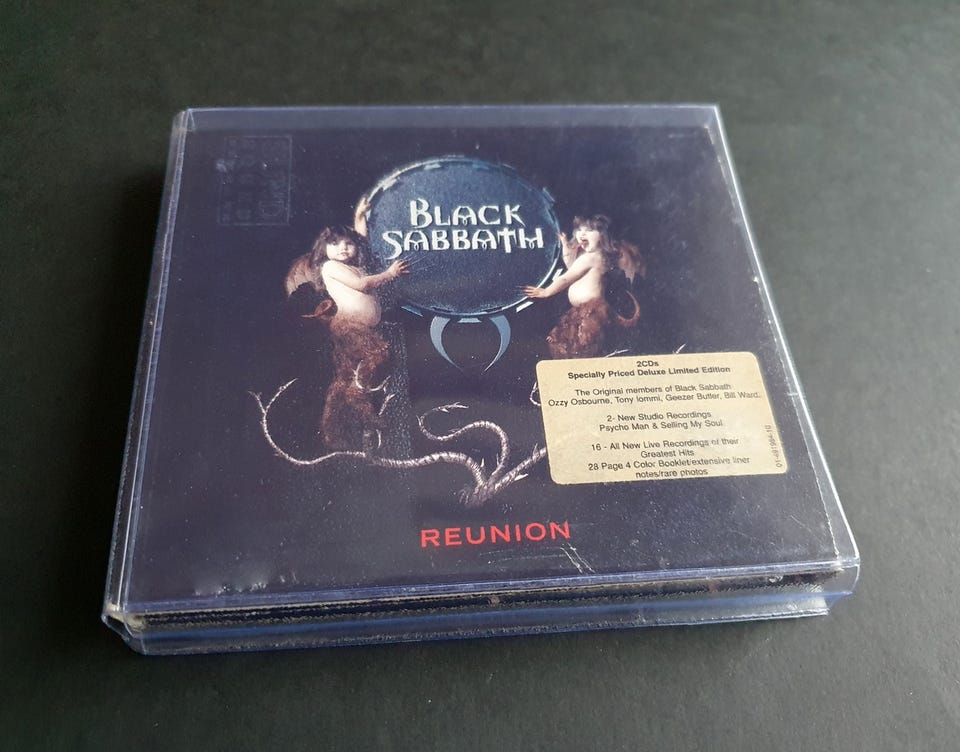 BLACK
SABBATH
2CDs
Specially Priced Deluxe Limited Edition
The Original members of Black Sabbath
Ozzy Osbourne, Tony Iommi, Geezer Butler, Bill Ward.
2- New Studio Recordings
Psycho Man & Selling My Soul
16 - All New Live Recordings of their
Greatest Hits
28 Page 4 Color Booklet/extensive liner
notes/rare photos
REUNION